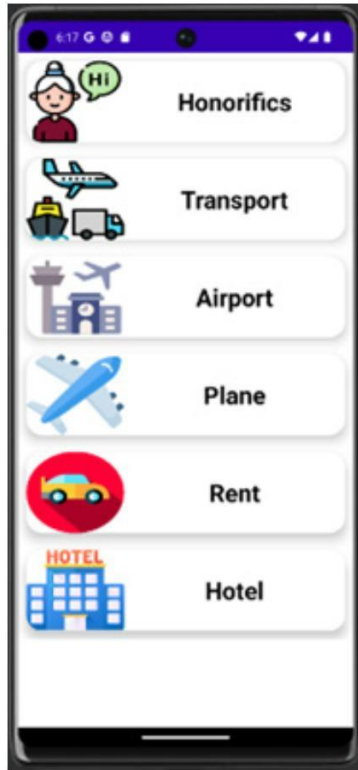 6:17 G
Hi
Honorifics
Transport
Airport
Plane
Rent
HOTEL
Hotel